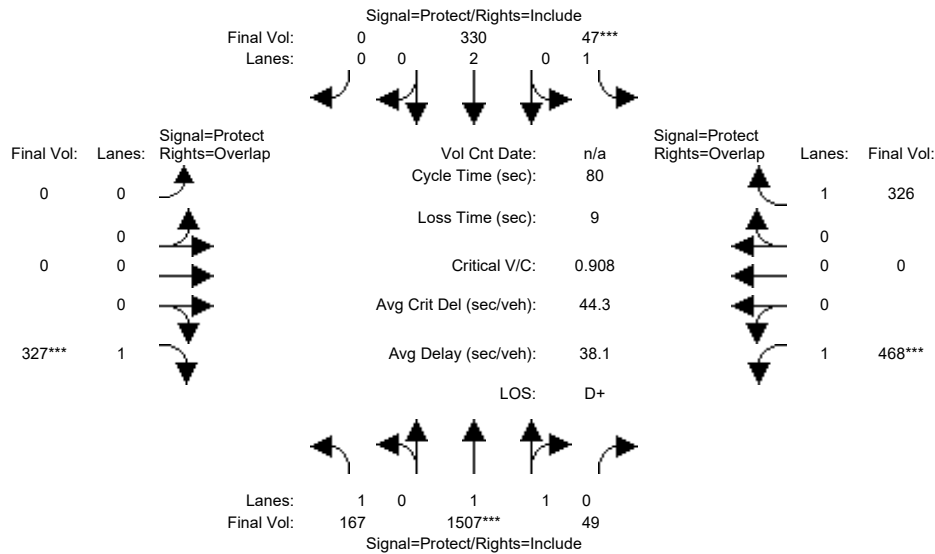 Signal=Protect/Rights=Include
Final Vol: 0 330 47***
Lanes: 0 0 2 0 1
Signal=Protect
Final Vol: Lanes: Rights=Overlap
Vol Cnt Date: n/a
Signal=Protect
Rights=Overlap Lanes: Final Vol:
Cycle Time (sec): 80
0 0
1 326
Loss Time (sec): 9
0
0
0 0
Critical V/C: 0.908
0 0
0
Avg Crit Del (sec/veh): 44.3
0
327*** 1
Avg Delay (sec/veh): 38.1
1 468***
LOS: D+
Lanes: 1 0 1 1 0
Final Vol: 167 1507*** 49
Signal=Protect/Rights=Include